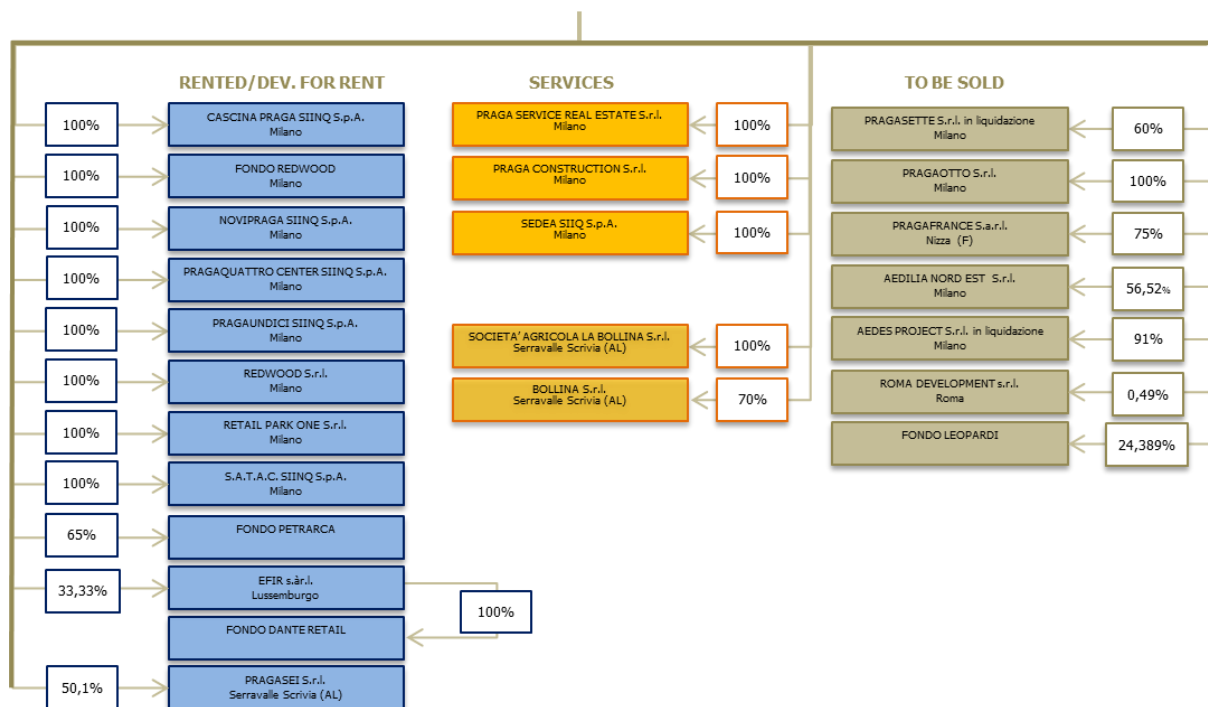 RENTED/DEV. FOR RENT
100%
CASCINA PRAGA SIINQ S.p.A.
Milano
100%
FONDO REDWOOD
Milano
100%
NOVIPRAGA SIINQ S.p.A.
Milano
100%
PRAGAQUATTRO CENTER SIINQ S.p.A.
Milano
100%
PRAGAUNDICI SIINQ S.p.A.
Milano
100%
REDWOOD S.r.l.
Milano
100%
RETAIL PARK ONE S.r.l.
Milano
100%
S.A.T.A.C. SIINQ S.p.A.
Milano
65%
FONDO PETRARCA
33,33%
EFIR s.àr.l.
Lussemburgo
100%
FONDO DANTE RETAIL
50,1%
PRAGASEI S.r.l.
Serravalle Scrivia (AL)
SERVICES
PRAGA SERVICE REAL ESTATE S.r.l.
Milano
100%
PRAGA CONSTRUCTION S.r.l.
Milano
100%
SEDEA SIIQ S.p.A.
Milano
100%
SOCIETA’ AGRICOLA LA BOLLINA S.r.l.
Serravalle Scrivia (AL)
100%
BOLLINA S.r.l.
Serravalle Scrivia (AL)
70%
TO BE SOLD
PRAGASETTE S.r.l. in liquidazione
Milano
60%
PRAGAOTTO S.r.l.
Milano
100%
PRAGAFRANCE S.a.r.l.
Nizza (F)
75%
AEDILIA NORD EST S.r.l.
Milano
56,52%
AEDES PROJECT S.r.l. in liquidazione
Milano
91%
ROMA DEVELOPMENT s.r.l.
Roma
0,49%
FONDO LEOPARDI
24,389%